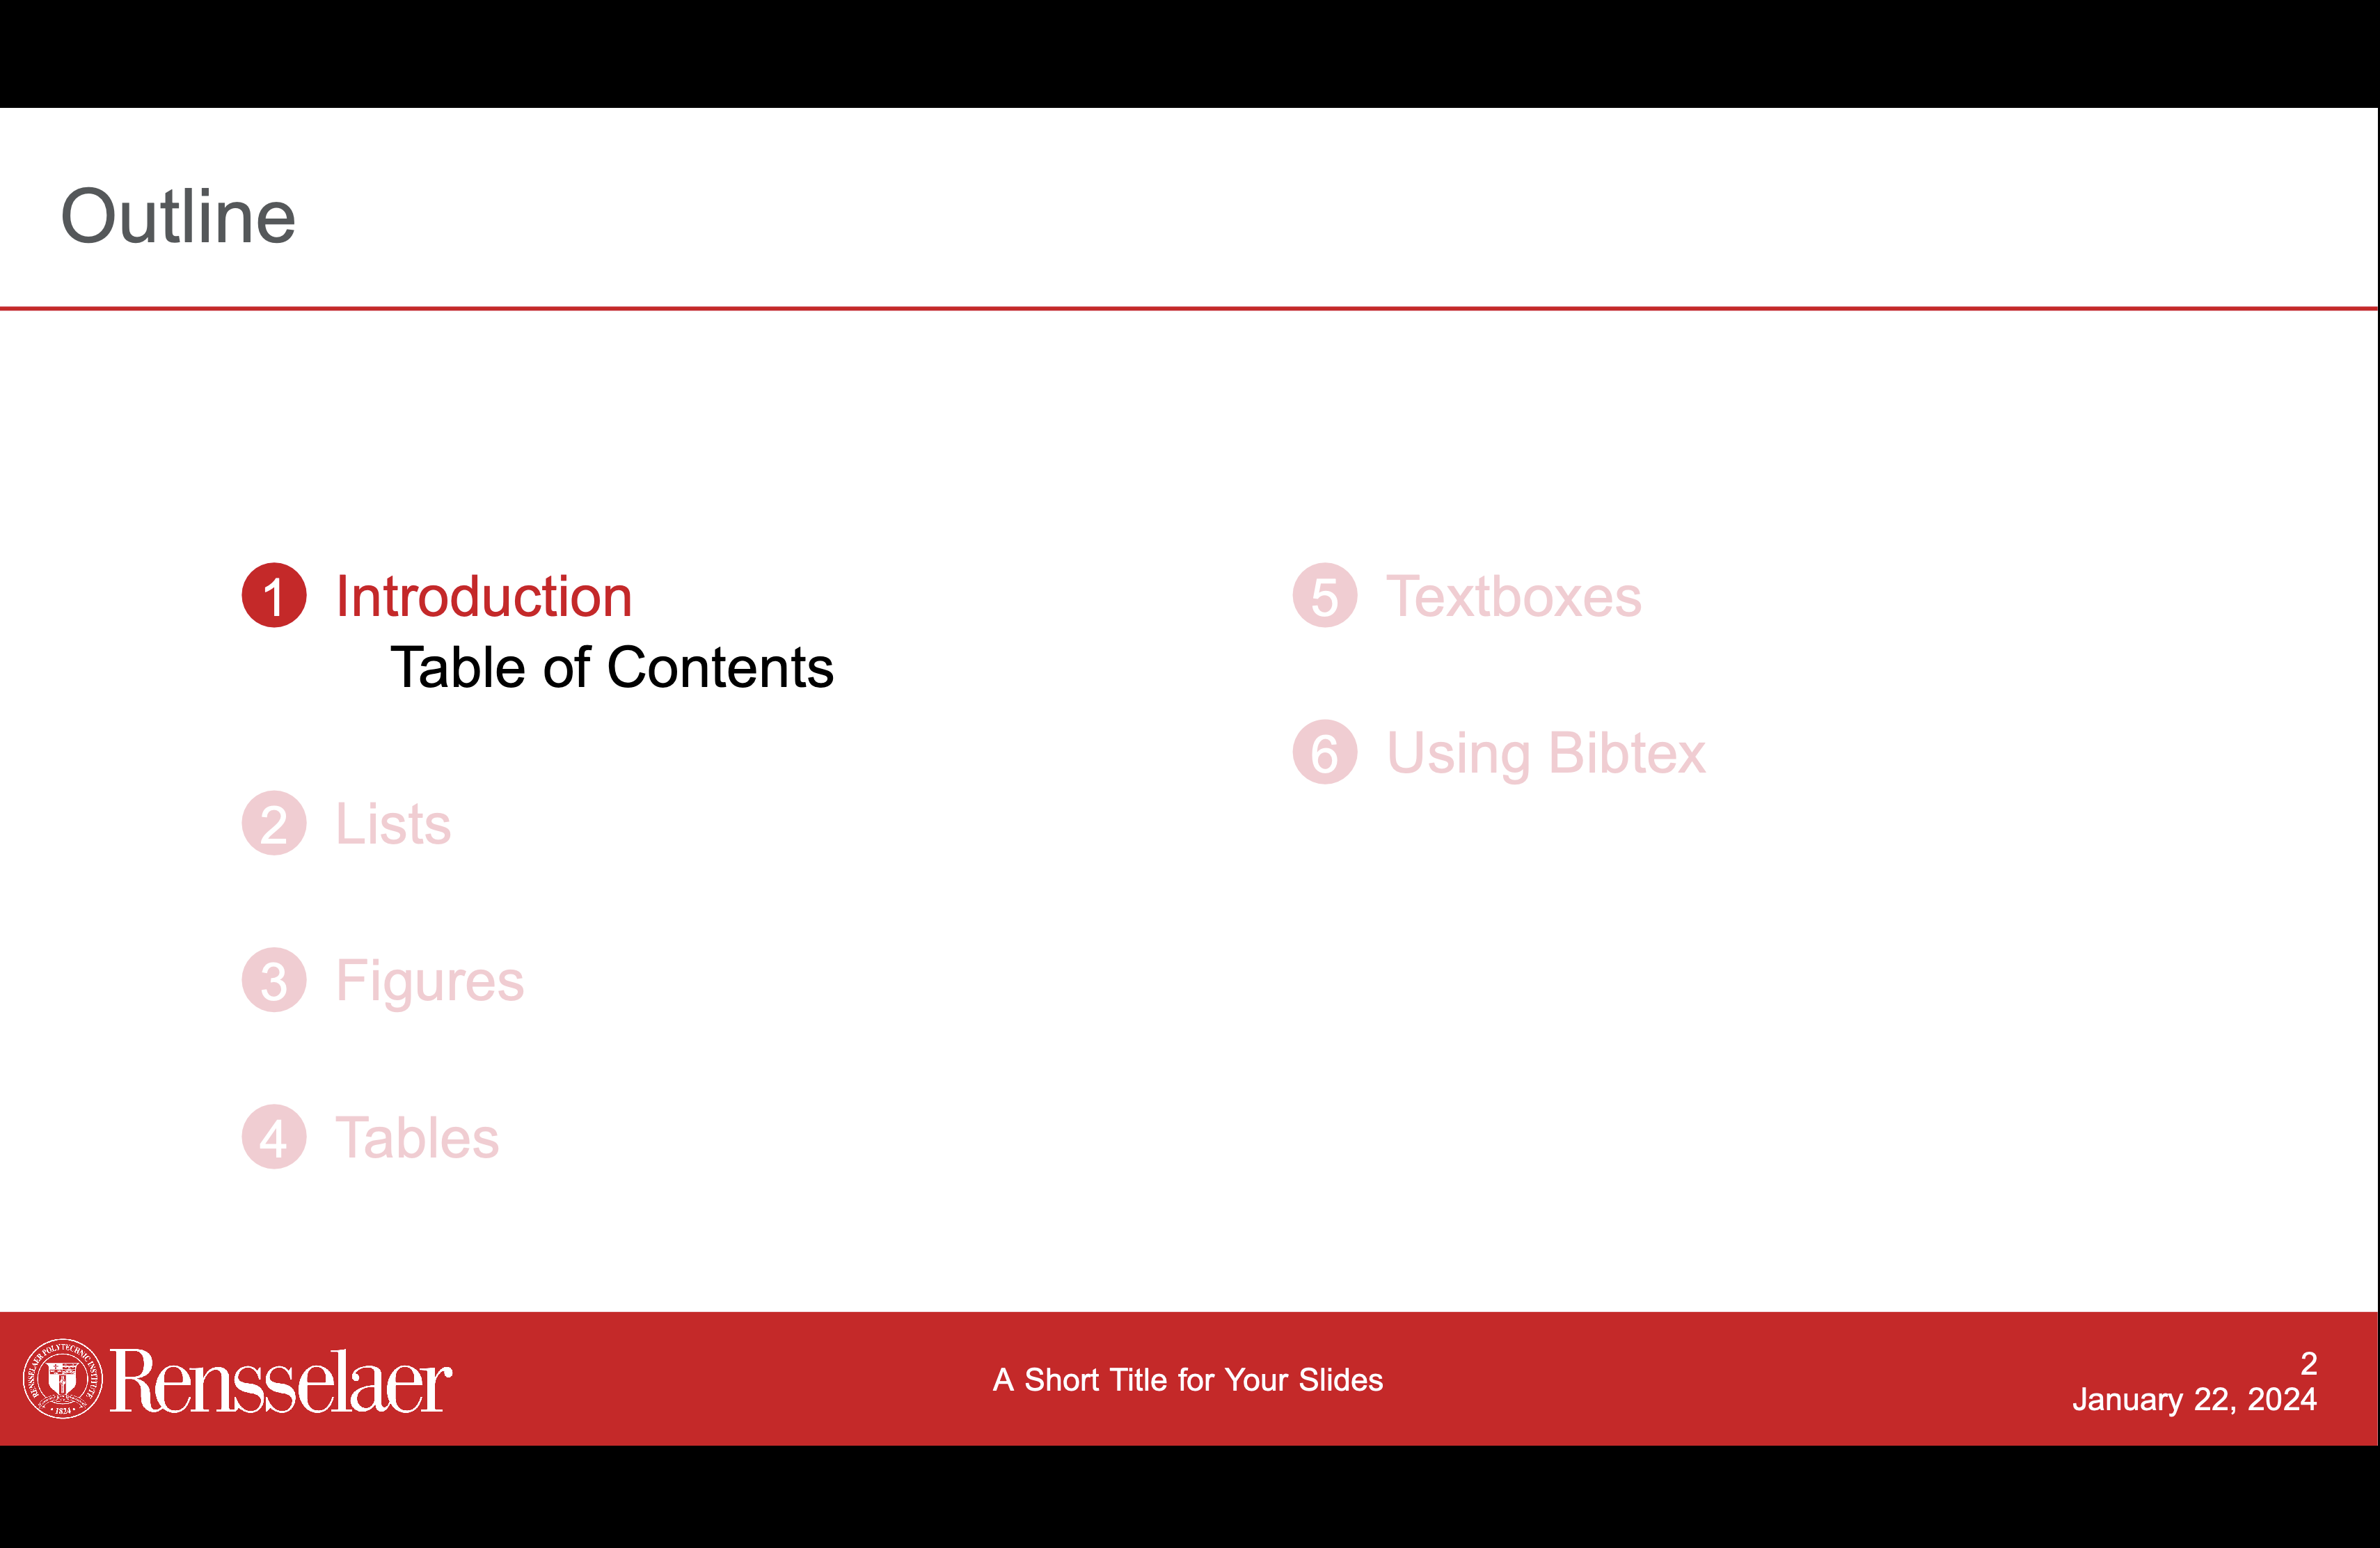 Outline
1 Introduction
Table of Contents
2 Lists
3 Figures
4 Tables
5 Textboxes
6 Using Bibtex
RENSSELAER POLYTECHNIC INSTITUTE
1824
Rensselaer
A Short Title for Your Slides
2
January 22, 2024